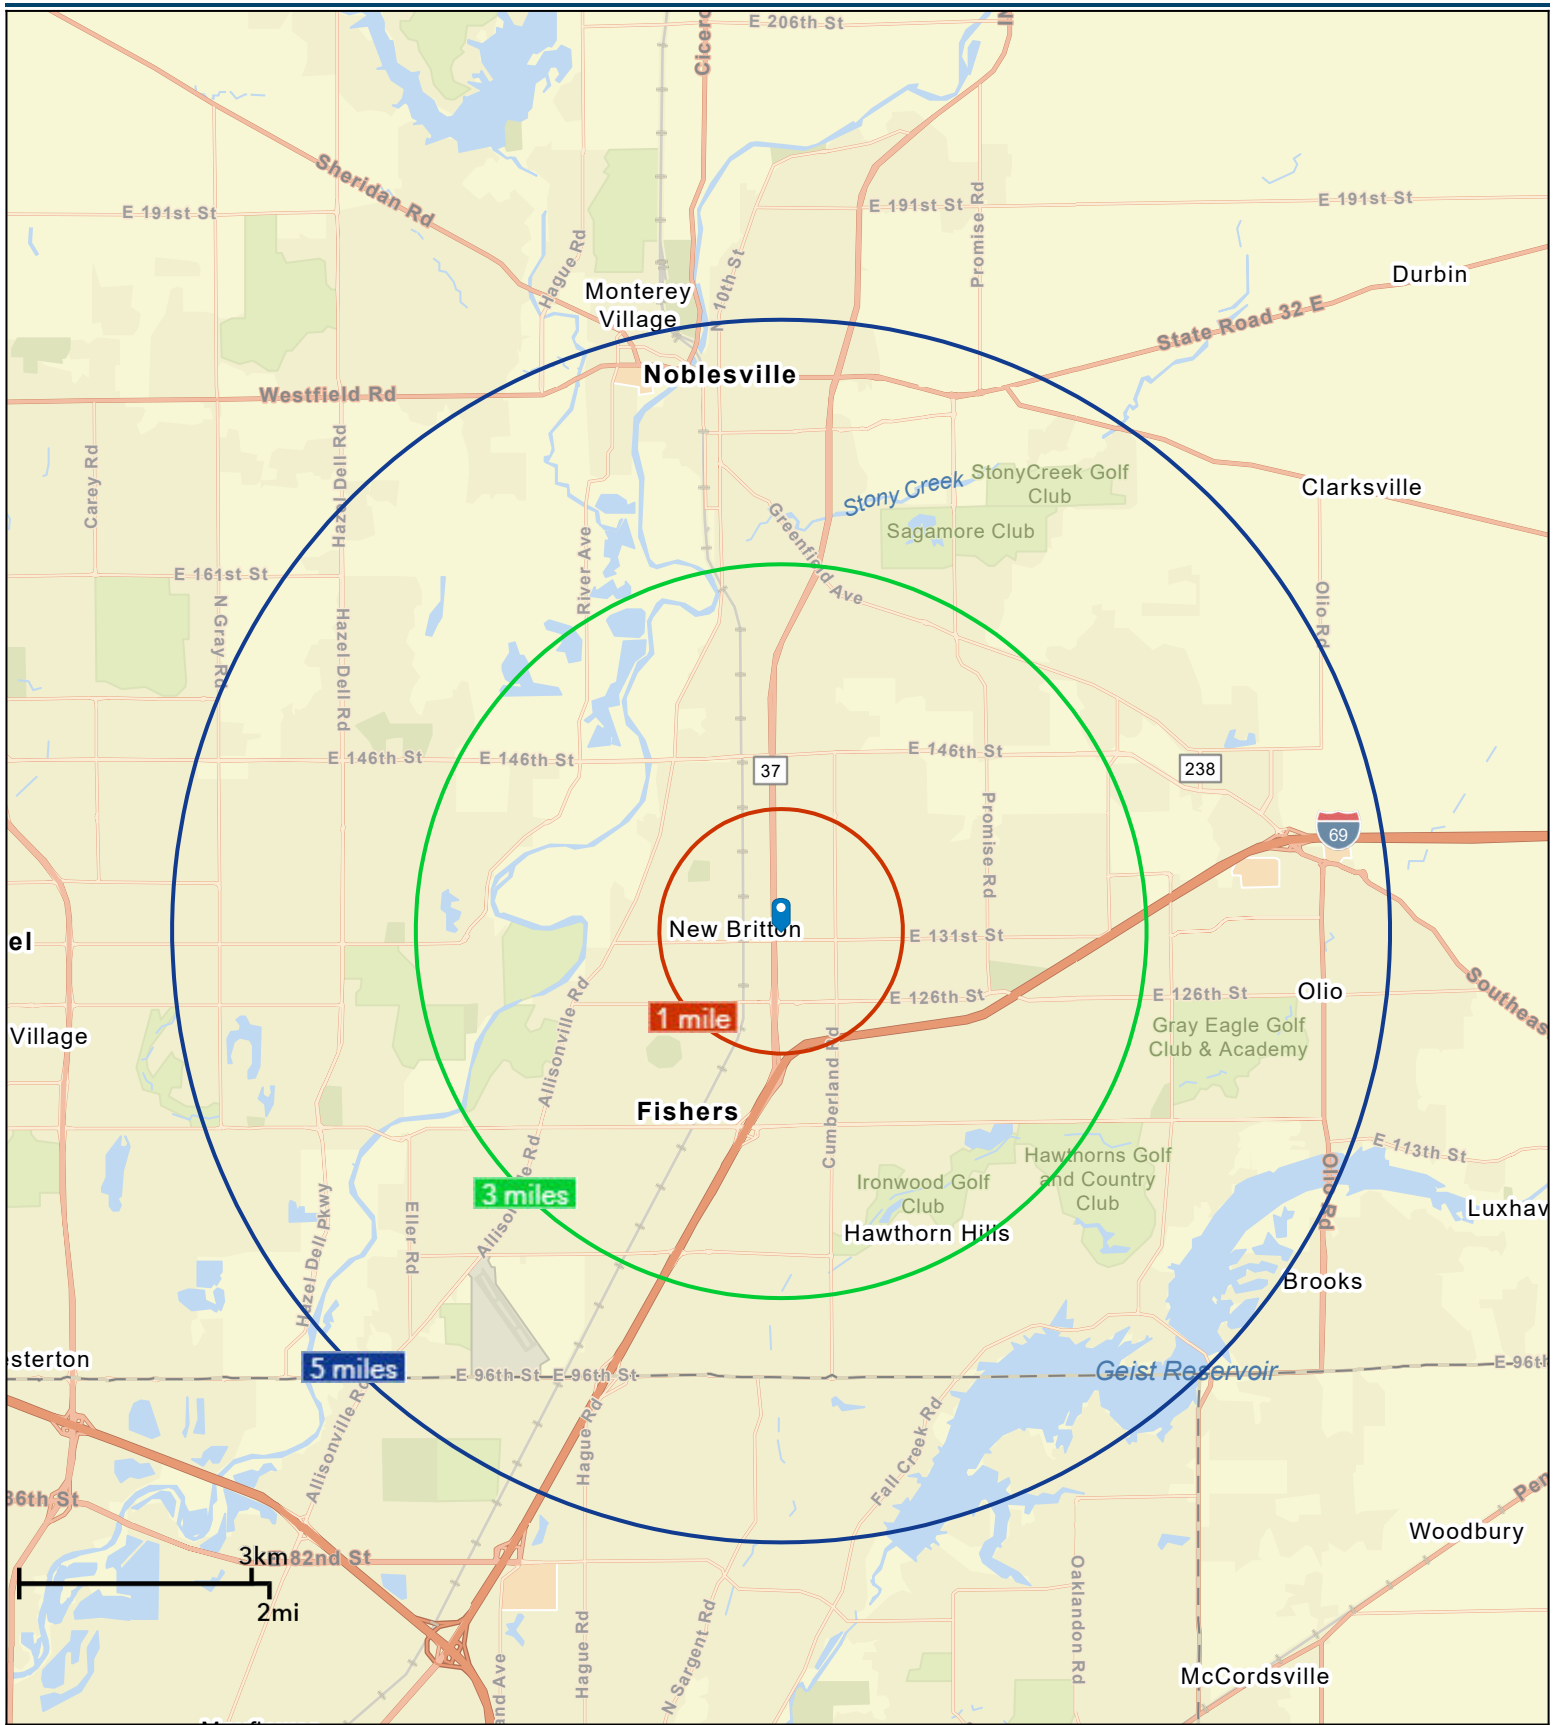 E 206th St
Cicero
Sheridan Rd
E 191st St
E 191st St
E 191st St
Promise Rd
Hague Rd
N 10th St
Durbin
Monterey
Village
State Road 32 E
Noblesville
Westfield Rd
Carey Rd
Hazel Dell Rd
StonyCreek Golf
Club
Stony Creek
Clarksville
Greenfield Ave
Sagamore Club
River Ave
E 161st St
N Gray Rd
Hazel Dell Rd
Olio Rd
E 146th St
E 146th St
E 146th St
37
238
Promise Rd
69
New Britton
E 131st St
el
Southeas
E 126th St
E 126th St
Olio
1 mile
Gray Eagle Golf
Club & Academy
Village
Allisonville Rd
Cumberland Rd
Fishers
E 113th St
Hawthorns Golf
and Country
Club
Ironwood Golf
Club
3 miles
Allisonville Rd
Olio Rd
Luxhav
Hazel Dell Pkwy
Eller Rd
Hawthorn Hills
Brooks
sterton
5 miles
E 96th St
E 96th St
Geist Reservoir
E 96th
Allisonville Rd
Hague Rd
Fall Creek Rd
86th St
Pen
Woodbury
3km
E 82nd St
2mi
Oaklandon Rd
Hague Rd
N Sargent Rd
and Ave
McCordsville